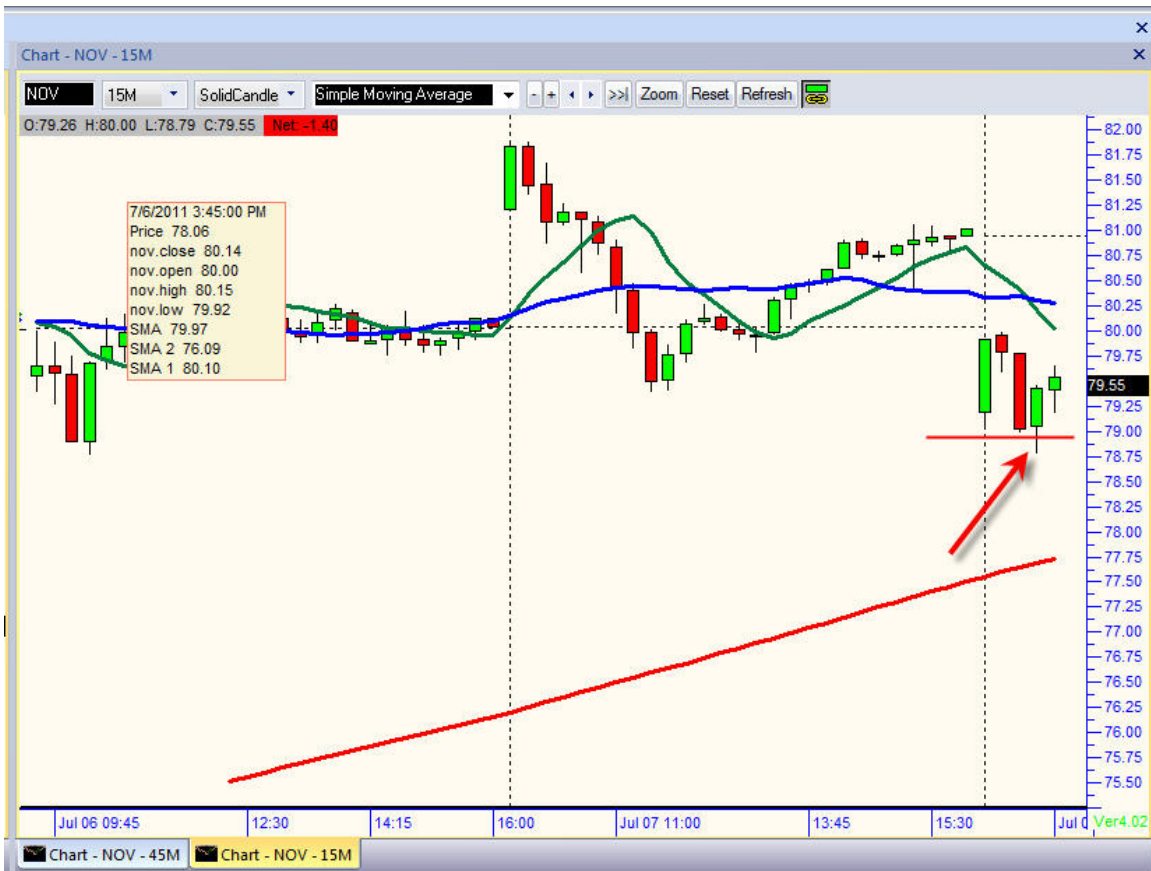 Chart - NOV - 15M
NOV 15M SolidCandle Simple Moving Average - + >>| Zoom Reset Refresh
O:79.26 H:80.00 L:78.79 C:79.55 Net: -1.40
7/6/2011 3:45:00 PM
Price 78.06
nov.close 80.14
nov.open 80.00
nov.high 80.15
nov.low 79.92
SMA 79.97
SMA 2 76.09
SMA 1 80.10
82.00
81.75
81.50
81.25
81.00
80.75
80.50
80.25
80.00
79.75
79.55
79.25
79.00
78.75
78.50
78.25
78.00
77.75
77.50
77.25
77.00
76.75
76.50
76.25
76.00
75.75
75.50
Jul 06 09:45 12:30 14:15 16:00 Jul 07 11:00 13:45 15:30 Jul Ver4.02
Chart - NOV - 45M Chart - NOV - 15M